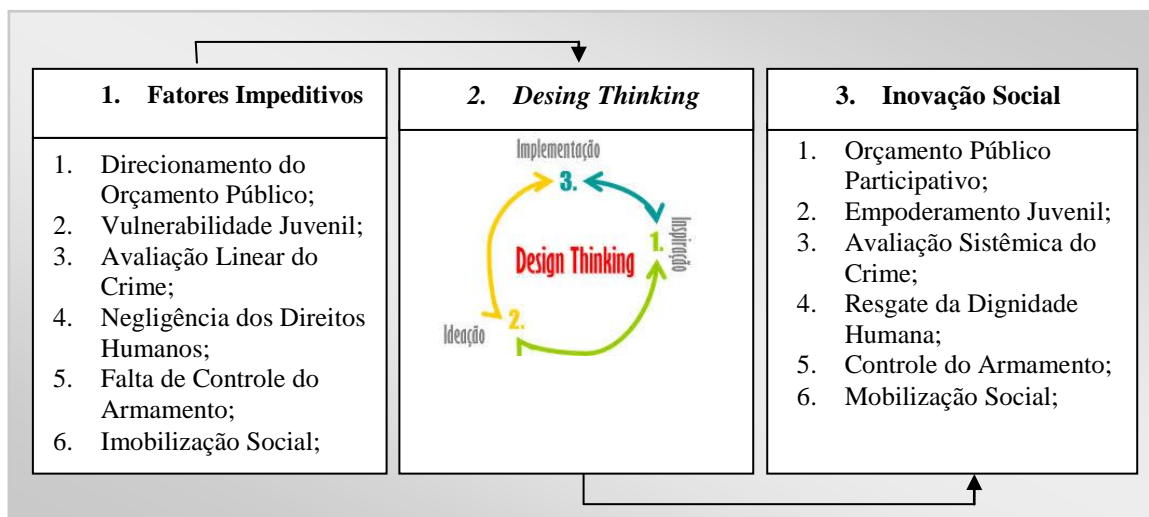 1. Fatores Impeditivos
1. Direcionamento do
Orçamento Público;
2. Vulnerabilidade Juvenil;
3. Avaliação Linear do
Crime;
4. Negligência dos Direitos
Humanos;
5. Falta de Controle do
Armamento;
6. Imobilização Social;
2. Desing Thinking
Implementação
3.
Inspiração
1.
Design Thinking
2.
Ideação
3. Inovação Social
1. Orçamento Público
Participativo;
2. Empoderamento Juvenil;
3. Avaliação Sistêmica do
Crime;
4. Resgate da Dignidade
Humana;
5. Controle do Armamento;
6. Mobilização Social;